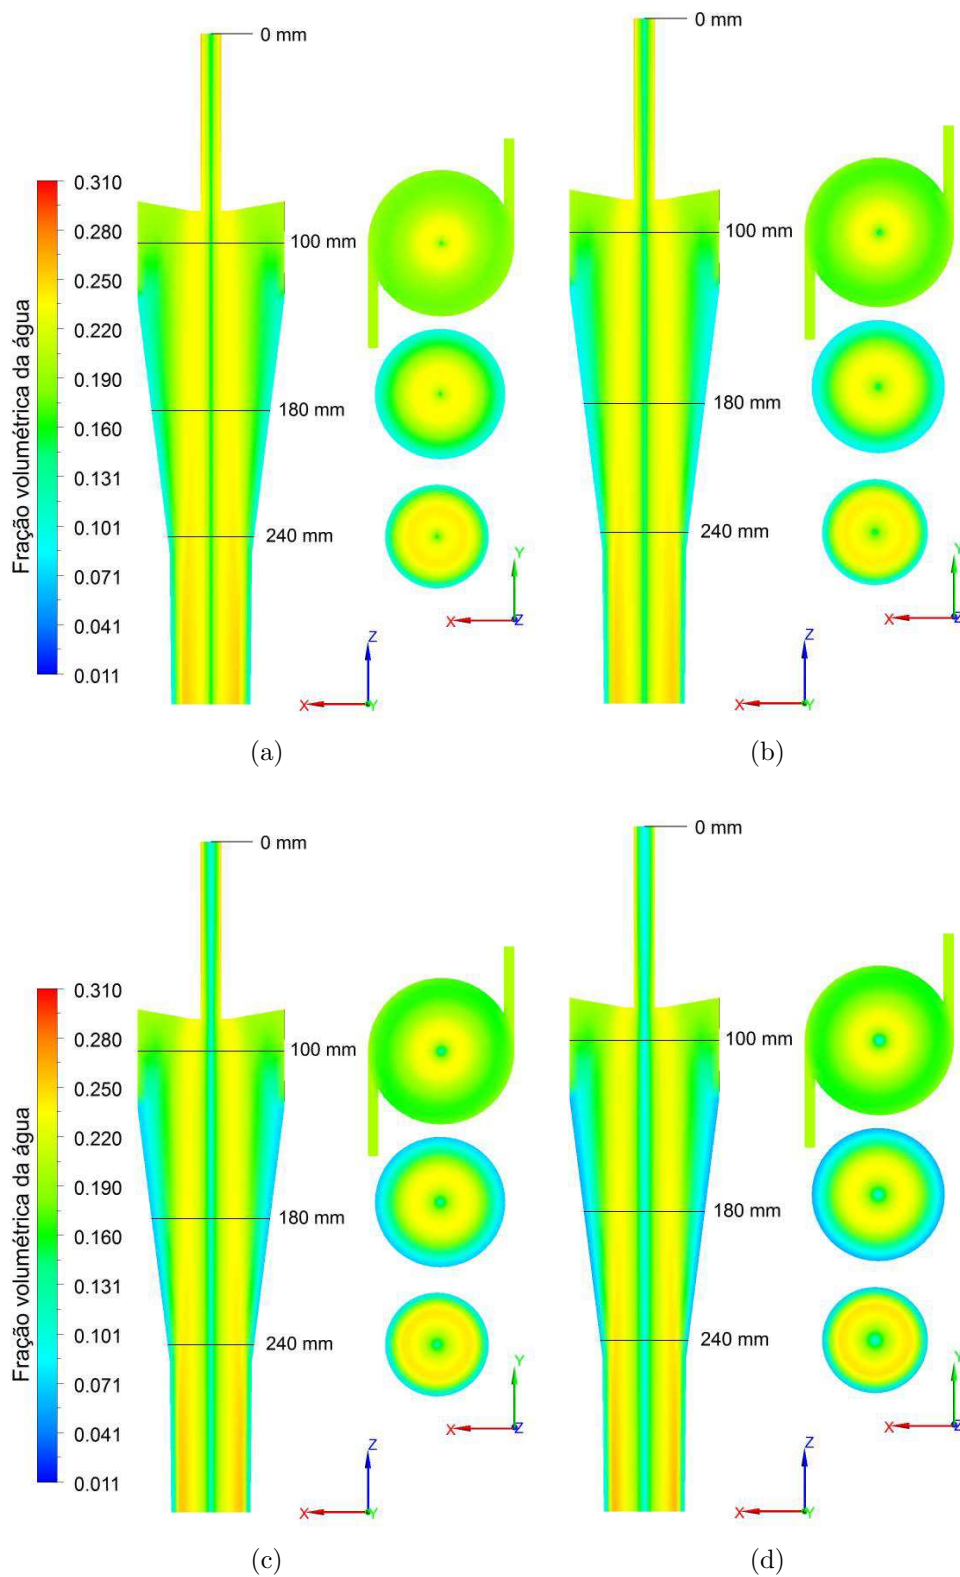 0 mm
100 mm
180 mm
240 mm
Fração volumétrica da água
0.310
0.280
0.250
0.220
0.190
0.160
0.131
0.101
0.071
0.041
0.011
Y
X
Z
Z
X
Y
(a)
0 mm
100 mm
180 mm
240 mm
Y
X
Z
Z
X
Y
(b)
0 mm
100 mm
180 mm
240 mm
Fração volumétrica da água
0.310
0.280
0.250
0.220
0.190
0.160
0.131
0.101
0.071
0.041
0.011
Y
X
Z
Z
X
Y
(c)
0 mm
100 mm
180 mm
240 mm
Y
X
Z
Z
X
Y
(d)